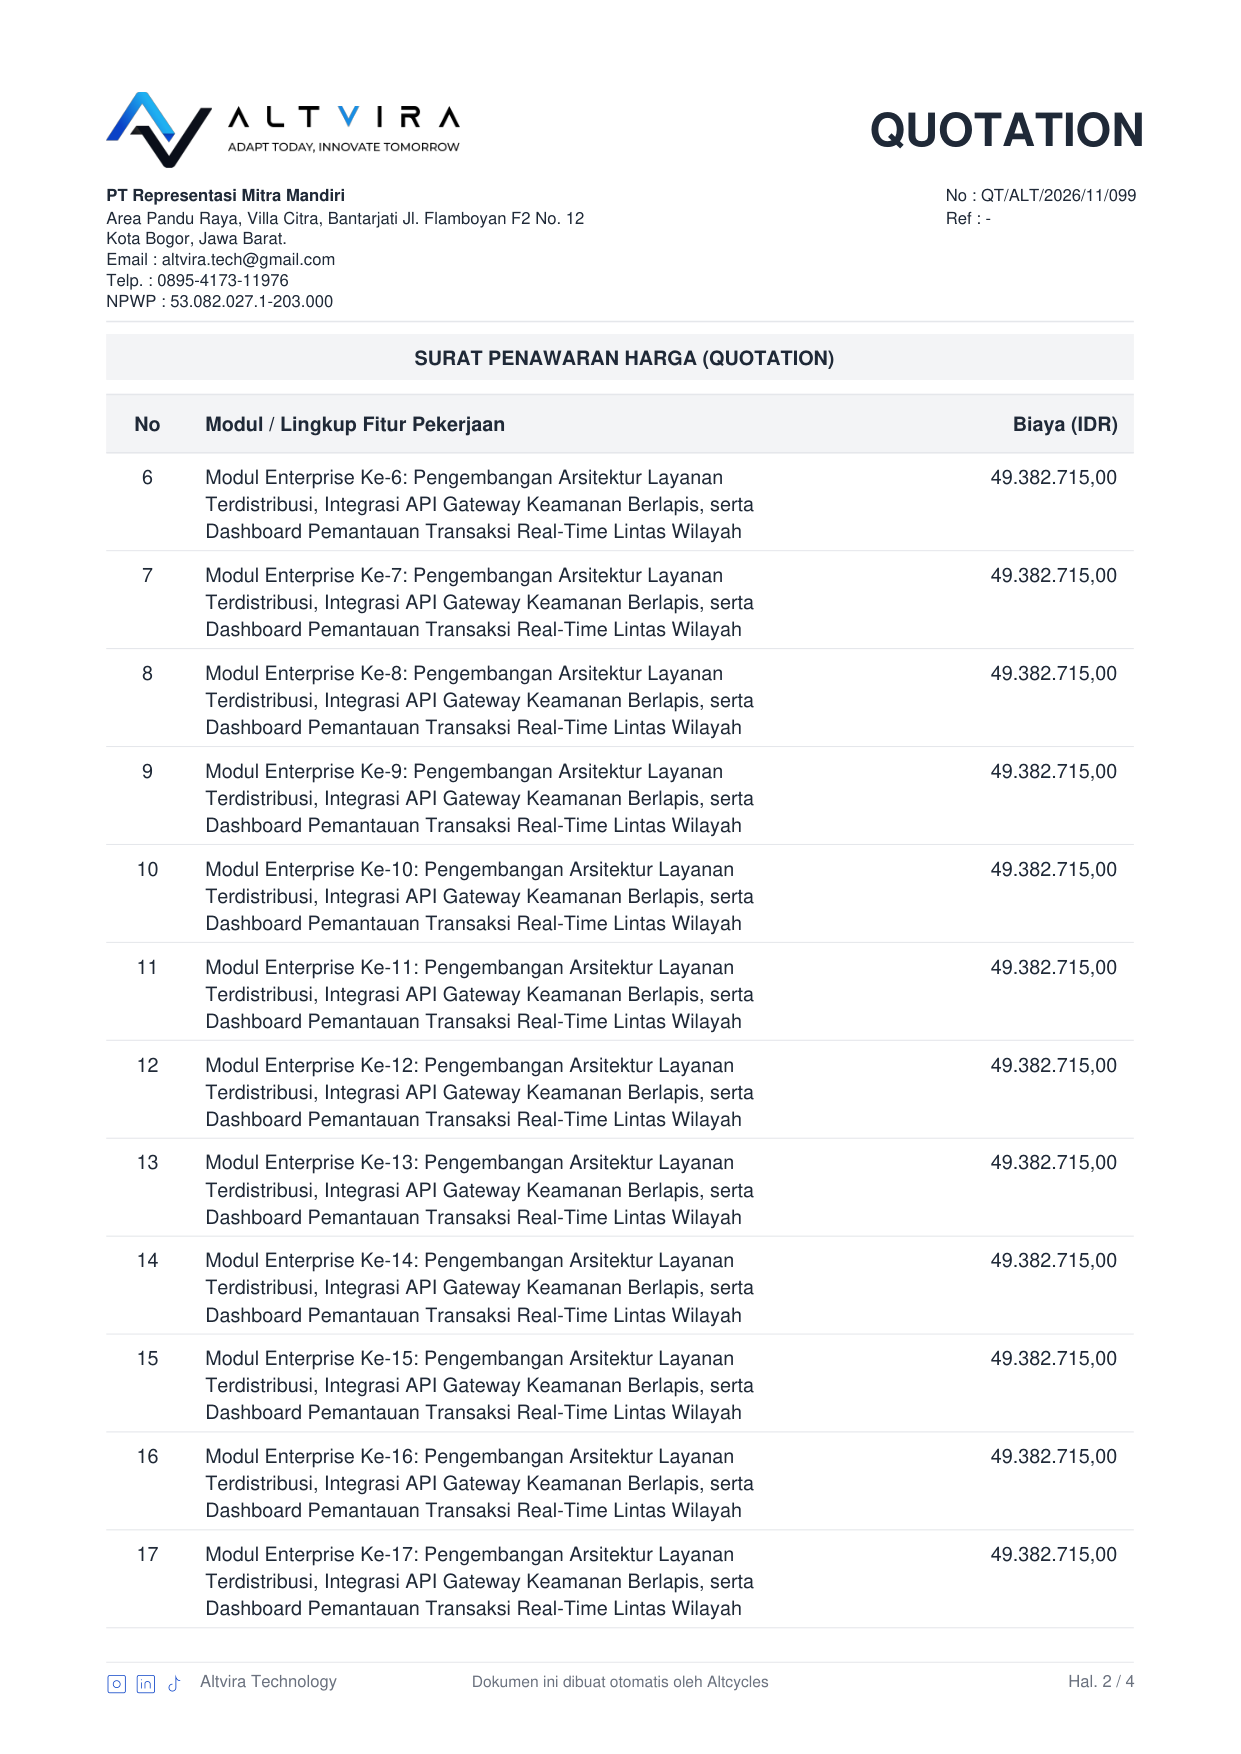 ALTVIRA
ADAPT TODAY, INNOVATE TOMORROW
QUOTATION
PT Representasi Mitra Mandiri
Area Pandu Raya, Villa Citra, Bantarjati Jl. Flamboyan F2 No. 12
Kota Bogor, Jawa Barat.
Email : altvira.tech@gmail.com
Telp. : 0895-4173-11976
NPWP : 53.082.027.1-203.000
No : QT/ALT/2026/11/099
Ref : -
SURAT PENAWARAN HARGA (QUOTATION)
No Modul / Lingkup Fitur Pekerjaan Biaya (IDR)
6 Modul Enterprise Ke-6: Pengembangan Arsitektur Layanan 49.382.715,00
Terdistribusi, Integrasi API Gateway Keamanan Berlapis, serta
Dashboard Pemantauan Transaksi Real-Time Lintas Wilayah
7 Modul Enterprise Ke-7: Pengembangan Arsitektur Layanan 49.382.715,00
Terdistribusi, Integrasi API Gateway Keamanan Berlapis, serta
Dashboard Pemantauan Transaksi Real-Time Lintas Wilayah
8 Modul Enterprise Ke-8: Pengembangan Arsitektur Layanan 49.382.715,00
Terdistribusi, Integrasi API Gateway Keamanan Berlapis, serta
Dashboard Pemantauan Transaksi Real-Time Lintas Wilayah
9 Modul Enterprise Ke-9: Pengembangan Arsitektur Layanan 49.382.715,00
Terdistribusi, Integrasi API Gateway Keamanan Berlapis, serta
Dashboard Pemantauan Transaksi Real-Time Lintas Wilayah
10 Modul Enterprise Ke-10: Pengembangan Arsitektur Layanan 49.382.715,00
Terdistribusi, Integrasi API Gateway Keamanan Berlapis, serta
Dashboard Pemantauan Transaksi Real-Time Lintas Wilayah
11 Modul Enterprise Ke-11: Pengembangan Arsitektur Layanan 49.382.715,00
Terdistribusi, Integrasi API Gateway Keamanan Berlapis, serta
Dashboard Pemantauan Transaksi Real-Time Lintas Wilayah
12 Modul Enterprise Ke-12: Pengembangan Arsitektur Layanan 49.382.715,00
Terdistribusi, Integrasi API Gateway Keamanan Berlapis, serta
Dashboard Pemantauan Transaksi Real-Time Lintas Wilayah
13 Modul Enterprise Ke-13: Pengembangan Arsitektur Layanan 49.382.715,00
Terdistribusi, Integrasi API Gateway Keamanan Berlapis, serta
Dashboard Pemantauan Transaksi Real-Time Lintas Wilayah
14 Modul Enterprise Ke-14: Pengembangan Arsitektur Layanan 49.382.715,00
Terdistribusi, Integrasi API Gateway Keamanan Berlapis, serta
Dashboard Pemantauan Transaksi Real-Time Lintas Wilayah
15 Modul Enterprise Ke-15: Pengembangan Arsitektur Layanan 49.382.715,00
Terdistribusi, Integrasi API Gateway Keamanan Berlapis, serta
Dashboard Pemantauan Transaksi Real-Time Lintas Wilayah
16 Modul Enterprise Ke-16: Pengembangan Arsitektur Layanan 49.382.715,00
Terdistribusi, Integrasi API Gateway Keamanan Berlapis, serta
Dashboard Pemantauan Transaksi Real-Time Lintas Wilayah
17 Modul Enterprise Ke-17: Pengembangan Arsitektur Layanan 49.382.715,00
Terdistribusi, Integrasi API Gateway Keamanan Berlapis, serta
Dashboard Pemantauan Transaksi Real-Time Lintas Wilayah
Altvira Technology Dokumen ini dibuat otomatis oleh Altcycles Hal. 2 / 4